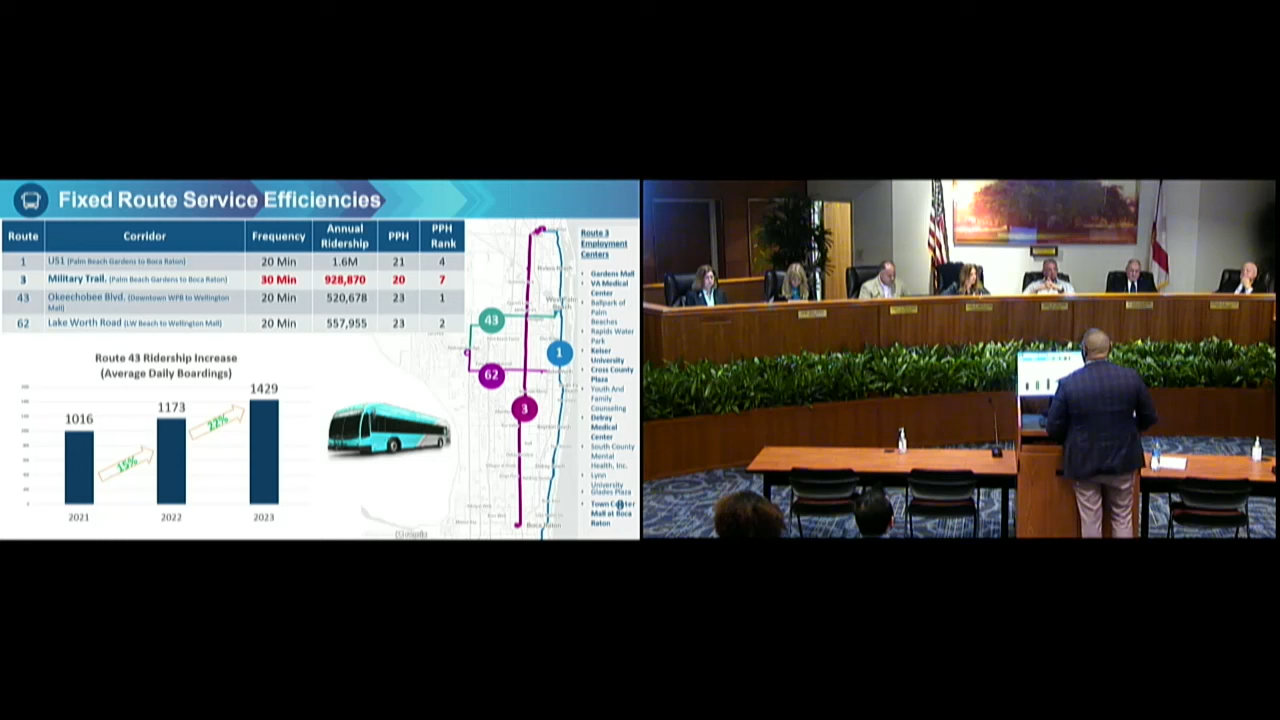 Fixed Route Service Efficiencies
Route Corridor Frequency Annual Ridership PPH PPH Rank
1 US1 (Palm Beach Gardens to Boca Raton) 20 Min 1.6M 21 4
3 Military Trail. (Palm Beach Gardens to Boca Raton) 30 Min 928,870 20 7
43 Okeechobee Blvd. (Downtown WPB to Wellington Mall) 20 Min 520,678 23 1
62 Lake Worth Road (LW Beach to Wellington Mall) 20 Min 557,955 23 2
Route 43 Ridership Increase
(Average Daily Boardings)
1016
1173
1429
15%
22%
2021
2022
2023
43
1
62
3
Boca Raton
Route 3
Employment
Centers
Gardens Mall
VA Medical
Center
Ballpark of
Palm
Beaches
Rapids Water
Park
Keiser
University
Cross County
Plaza
Youth And
Family
Counseling
Delray
Medical
Center
South County
Mental
Health, Inc.
Lynn
University
Glades Plaza
Town Center
Mall at Boca
Raton